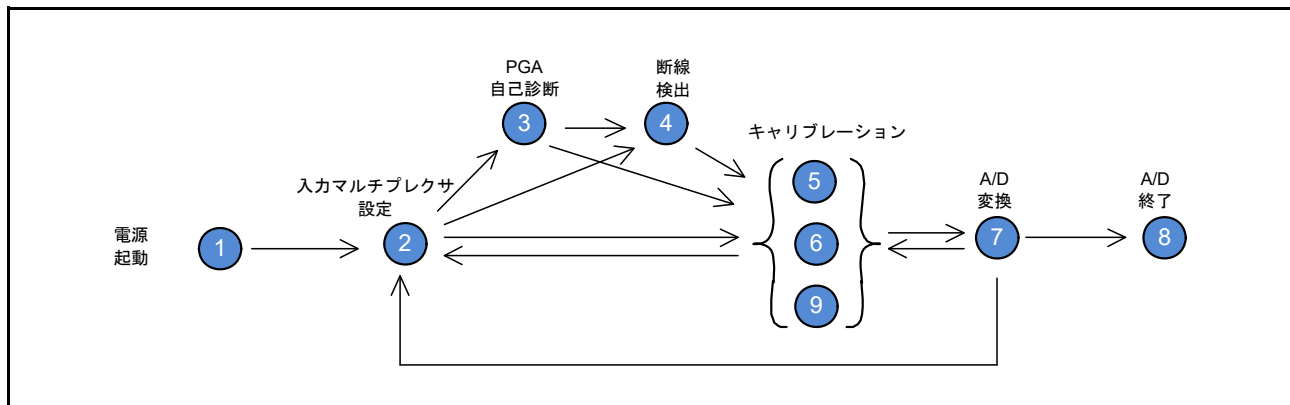 PGA
自己診断
3
断線
検出
4
キャリブレーション
5
6
9
入力マルチプレクサ
設定
2
電源
起動
1
A/D
変換
7
A/D
終了
8